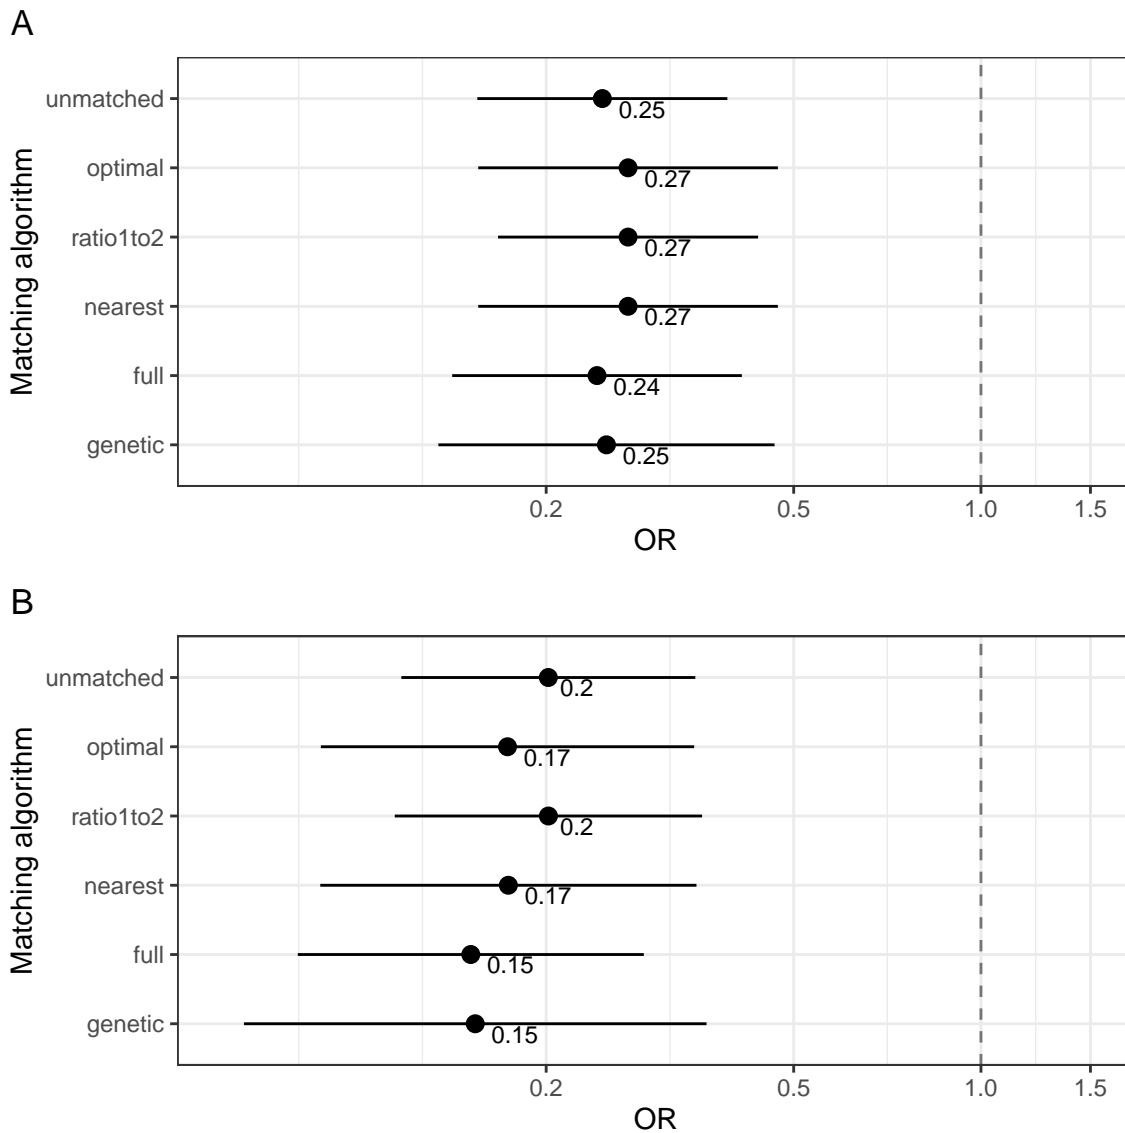 A
Matching algorithm
unmatched
0.25
optimal
0.27
ratio1to2
0.27
nearest
0.27
full
0.24
genetic
0.25
0.2 0.5 1.0 1.5
OR
B
Matching algorithm
unmatched
0.2
optimal
0.17
ratio1to2
0.2
nearest
0.17
full
0.15
genetic
0.15
0.2 0.5 1.0 1.5
OR